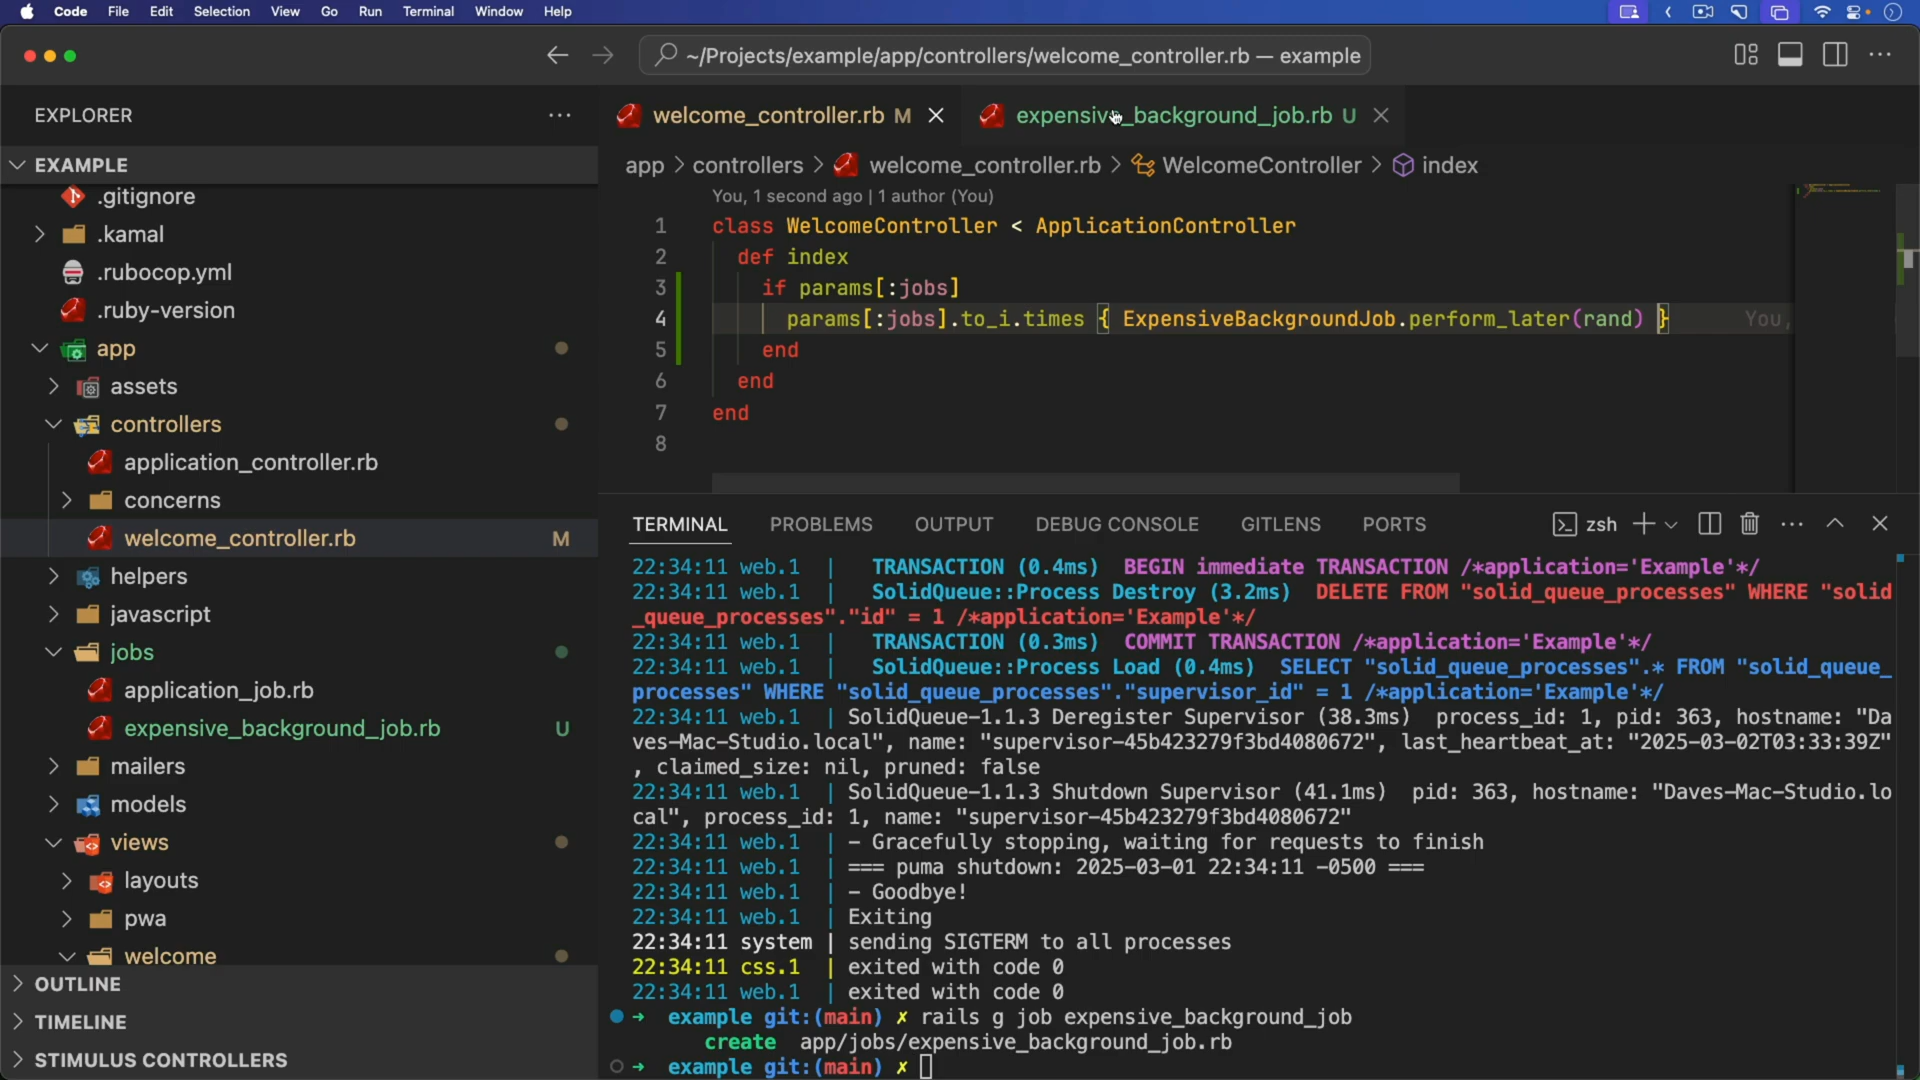 Code File Edit Selection View Go Run Terminal Window Help
~/Projects/example/app/controllers/welcome_controller.rb — example
EXPLORER
welcome_controller.rb M
expensive_background_job.rb U
EXAMPLE
app > controllers > welcome_controller.rb > WelcomeController > index
.gitignore
.kamal
.rubocop.yml
.ruby-version
app
assets
controllers
application_controller.rb
concerns
welcome_controller.rb M
helpers
javascript
jobs
application_job.rb
expensive_background_job.rb U
mailers
models
views
layouts
pwa
welcome
OUTLINE
TIMELINE
STIMULUS CONTROLLERS
You, 1 second ago | 1 author (You)
1 class WelcomeController < ApplicationController
2 def index
3 if params[:jobs]
4 params[:jobs].to_i.times { ExpensiveBackgroundJob.perform_later(rand) } You,
5 end
6 end
7 end
8
TERMINAL PROBLEMS OUTPUT DEBUG CONSOLE GITLENS PORTS zsh
22:34:11 web.1 | TRANSACTION (0.4ms) BEGIN immediate TRANSACTION /*application='Example'*/
22:34:11 web.1 | SolidQueue::Process Destroy (3.2ms) DELETE FROM "solid_queue_processes" WHERE "solid
_queue_processes"."id" = 1 /*application='Example'*/
22:34:11 web.1 | TRANSACTION (0.3ms) COMMIT TRANSACTION /*application='Example'*/
22:34:11 web.1 | SolidQueue::Process Load (0.4ms) SELECT "solid_queue_processes".* FROM "solid_queue_
processes" WHERE "solid_queue_processes"."supervisor_id" = 1 /*application='Example'*/
22:34:11 web.1 | SolidQueue-1.1.3 Deregister Supervisor (38.3ms) process_id: 1, pid: 363, hostname: "Da
ves-Mac-Studio.local", name: "supervisor-45b423279f3bd4080672", last_heartbeat_at: "2025-03-02T03:33:39Z"
, claimed_size: nil, pruned: false
22:34:11 web.1 | SolidQueue-1.1.3 Shutdown Supervisor (41.1ms) pid: 363, hostname: "Daves-Mac-Studio.lo
cal", process_id: 1, name: "supervisor-45b423279f3bd4080672"
22:34:11 web.1 | - Gracefully stopping, waiting for requests to finish
22:34:11 web.1 | === puma shutdown: 2025-03-01 22:34:11 -0500 ===
22:34:11 web.1 | - Goodbye!
22:34:11 web.1 | Exiting
22:34:11 system | sending SIGTERM to all processes
22:34:11 css.1 | exited with code 0
22:34:11 web.1 | exited with code 0
→ example git:(main) ✗ rails g job expensive_background_job
create app/jobs/expensive_background_job.rb
→ example git:(main) ✗